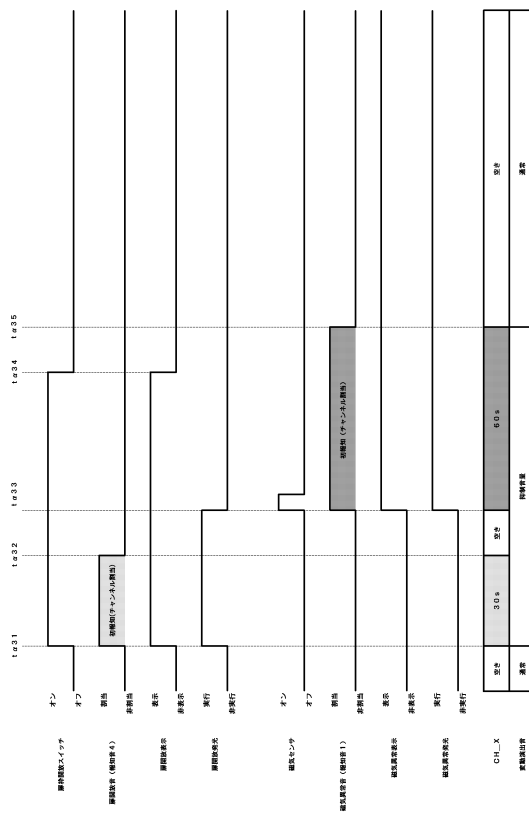 tα31
tα32
tα33
tα34
tα35
扉枠開放スイッチ
オン
オフ
扉開放音（報知音4）
割当
非割当
初報知(チャンネル割当)
扉開放表示
表示
非表示
扉開放発光
実行
非実行
磁気センサ
オン
オフ
磁気異常音（報知音1）
割当
非割当
初報知（チャンネル割当）
磁気異常表示
表示
非表示
磁気異常発光
実行
非実行
CH_X
空き
30s
空き
60s
空き
変動演出音
通常
抑制音量
通常